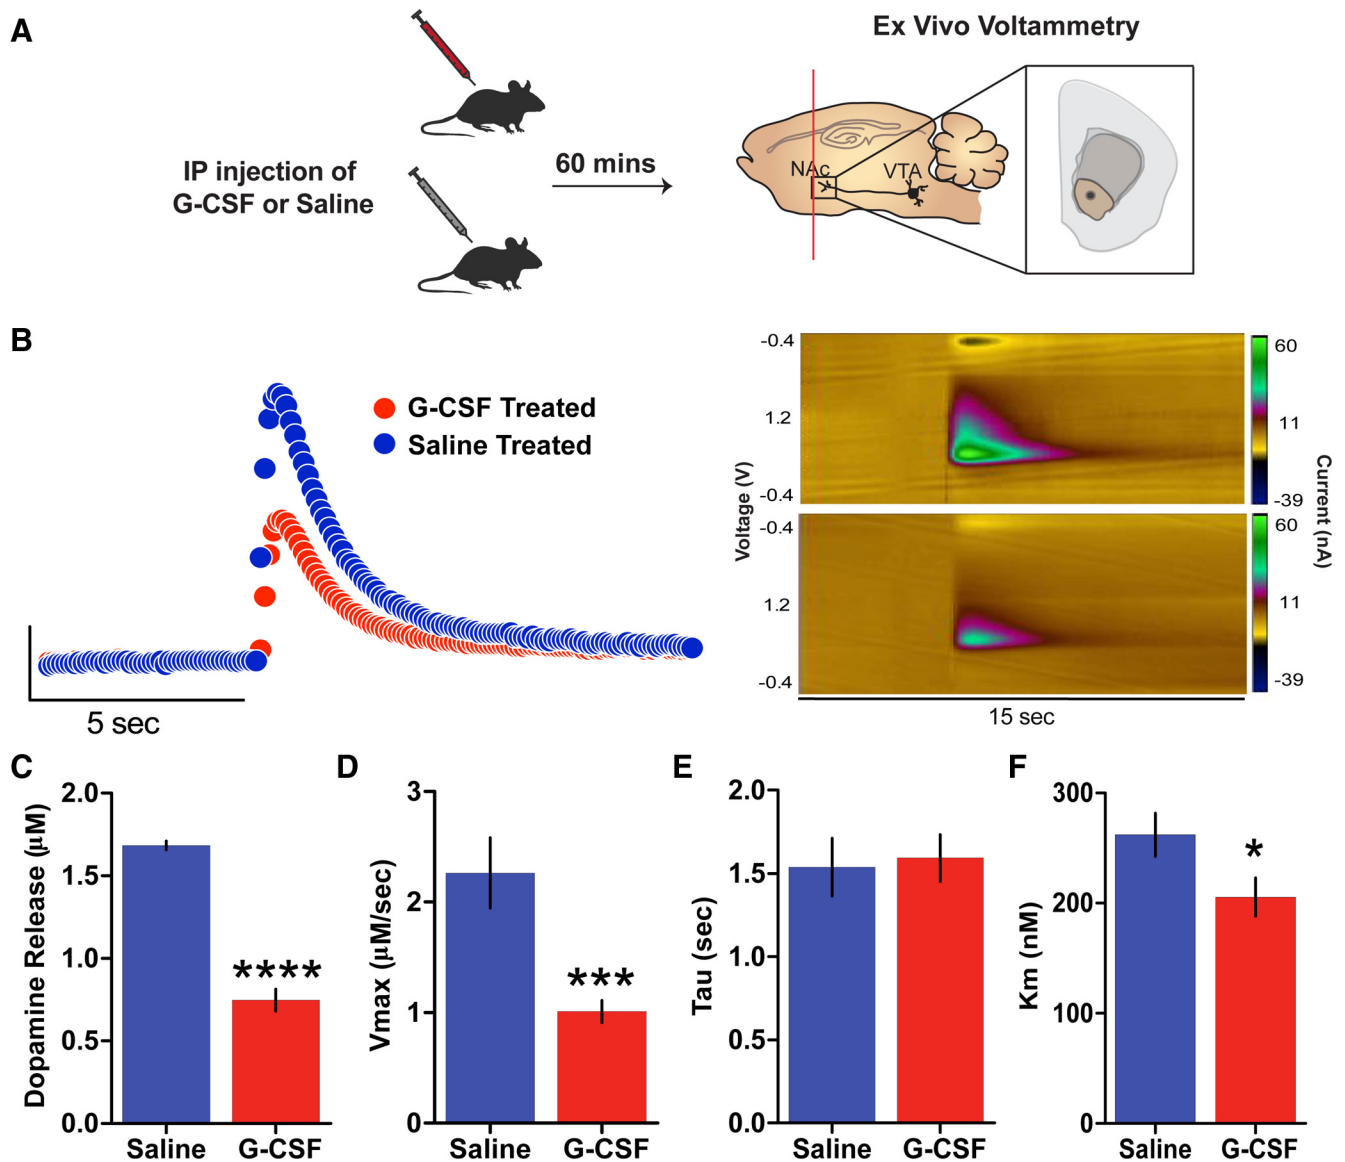 A
Ex Vivo Voltammetry
IP injection of
G-CSF or Saline
60 mins
NAc
VTA
B
G-CSF Treated
Saline Treated
5 sec
-0.4
1.2
-0.4
-0.4
1.2
-0.4
Voltage (V)
60
11
-39
60
11
-39
Current (nA)
15 sec
C
Dopamine Release (μM)
2.0
1.5
1.0
0.5
0.0
****
Saline
G-CSF
D
Vmax (μM/sec)
3
2
1
0
***
Saline
G-CSF
E
Tau (sec)
2.0
1.5
1.0
0.5
0.0
Saline
G-CSF
F
Km (nM)
300
200
100
0
*
Saline
G-CSF